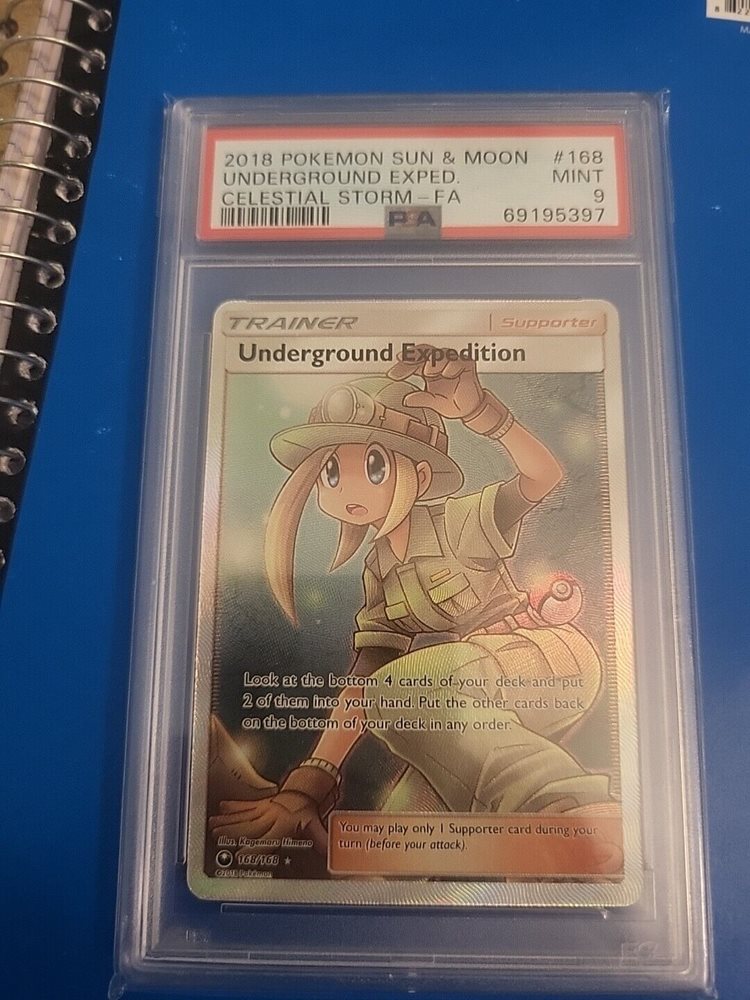 2018 POKEMON SUN & MOON #168
UNDERGROUND EXPED. MINT
CELESTIAL STORM - FA 9
PSA 69195397
TRAINER Supporter
Underground Expedition
Look at the bottom 4 cards of your deck and put
2 of them into your hand. Put the other cards back
on the bottom of your deck in any order.
You may play only 1 Supporter card during your
turn (before your attack).
Illus. Kagemaru Himeno
168/168
©2018 Pokémon